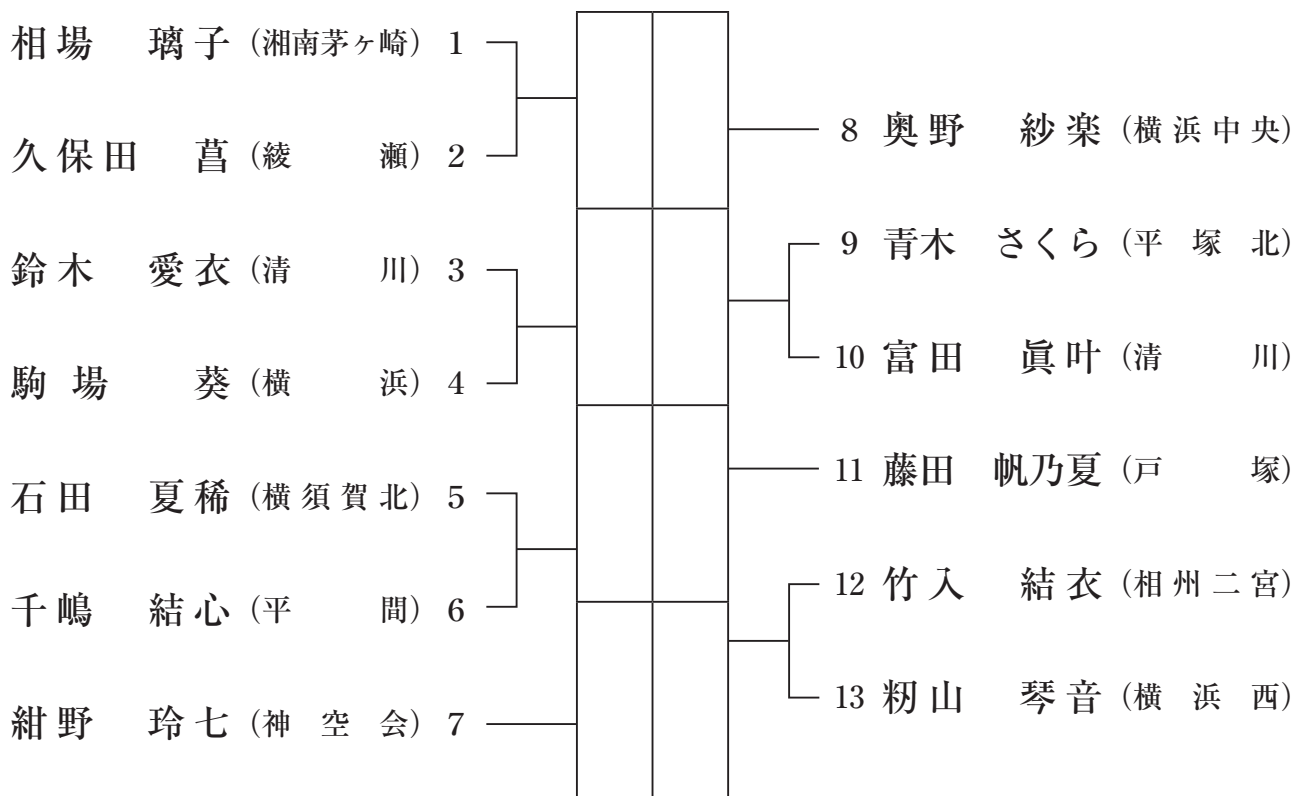 相場 璃子 (湘南茅ヶ崎) 1
久保田 菖 (綾瀬) 2
鈴木 愛衣 (清川) 3
駒場 葵 (横浜) 4
石田 夏稀 (横須賀北) 5
千嶋 結心 (平間) 6
紺野 玲七 (神空会) 7
8 奥野 紗楽 (横浜中央)
9 青木 さくら (平塚北)
10 富田 眞叶 (清川)
11 藤田 帆乃夏 (戸塚)
12 竹入 結衣 (相州二宮)
13 籾山 琴音 (横浜西)